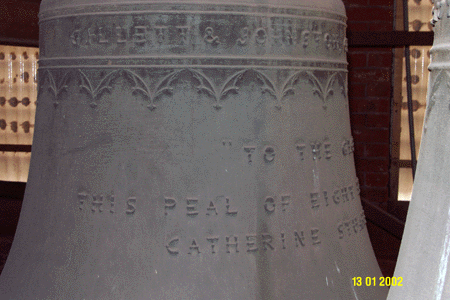 GILLETT & JOHNSTON
" TO THE
THIS PEAL OF EIGHT
CATHERINE
13 01 2002